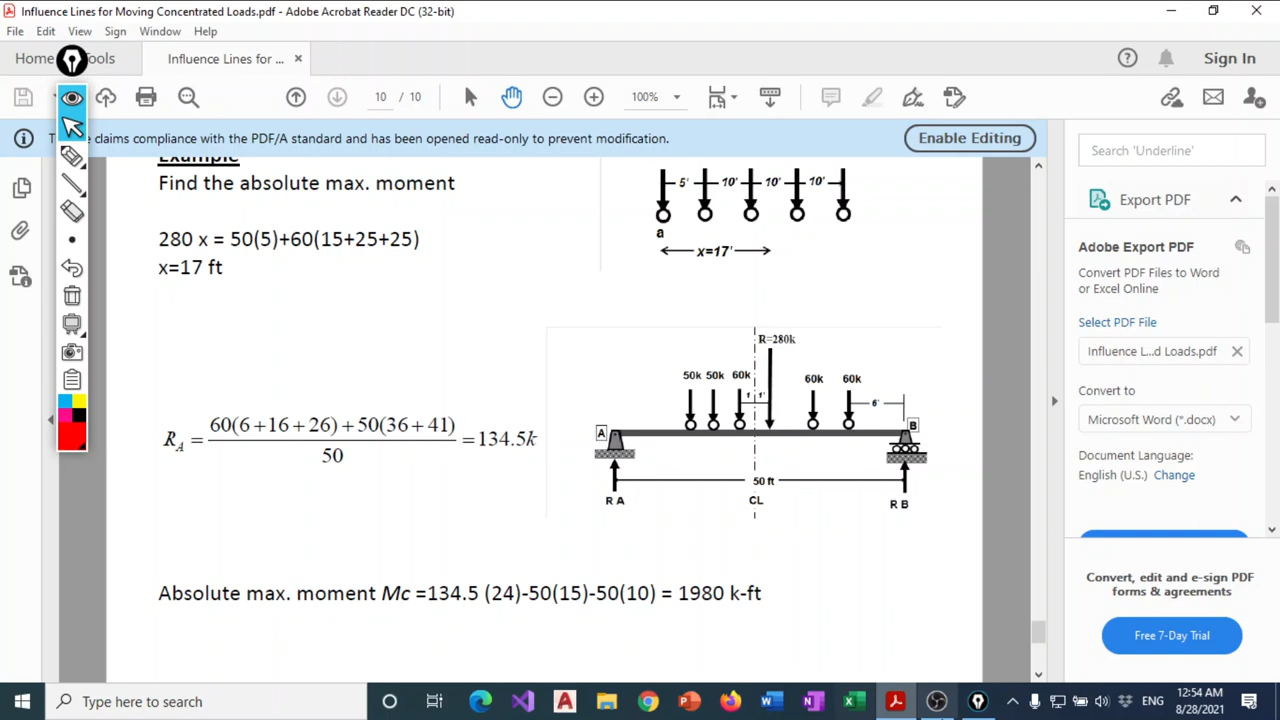 Influence Lines for Moving Concentrated Loads.pdf - Adobe Acrobat Reader DC (32-bit)
File Edit View Sign Window Help
Home Tools Influence Lines for ... × Sign In
10 / 10 100%
claims compliance with the PDF/A standard and has been opened read-only to prevent modification. Enable Editing
Example
Find the absolute max. moment
280 x = 50(5)+60(15+25+25)
x=17 ft
5' 10' 10' 10'
a
x=17'
R=280k
50k 50k 60k 60k 60k
1' 1' 6'
A B
50 ft
R A CL R B
R_A = 60(6+16+26)+50(36+41) / 50 = 134.5k
Absolute max. moment Mc =134.5 (24)-50(15)-50(10) = 1980 k-ft
Search 'Underline'
Export PDF
Adobe Export PDF
Convert PDF Files to Word
or Excel Online
Select PDF File
Influence L...d Loads.pdf ×
Convert to
Microsoft Word (*.docx)
Document Language:
English (U.S.) Change
Convert, edit and e-sign PDF
forms & agreements
Free 7-Day Trial
Type here to search
ENG
12:54 AM
8/28/2021